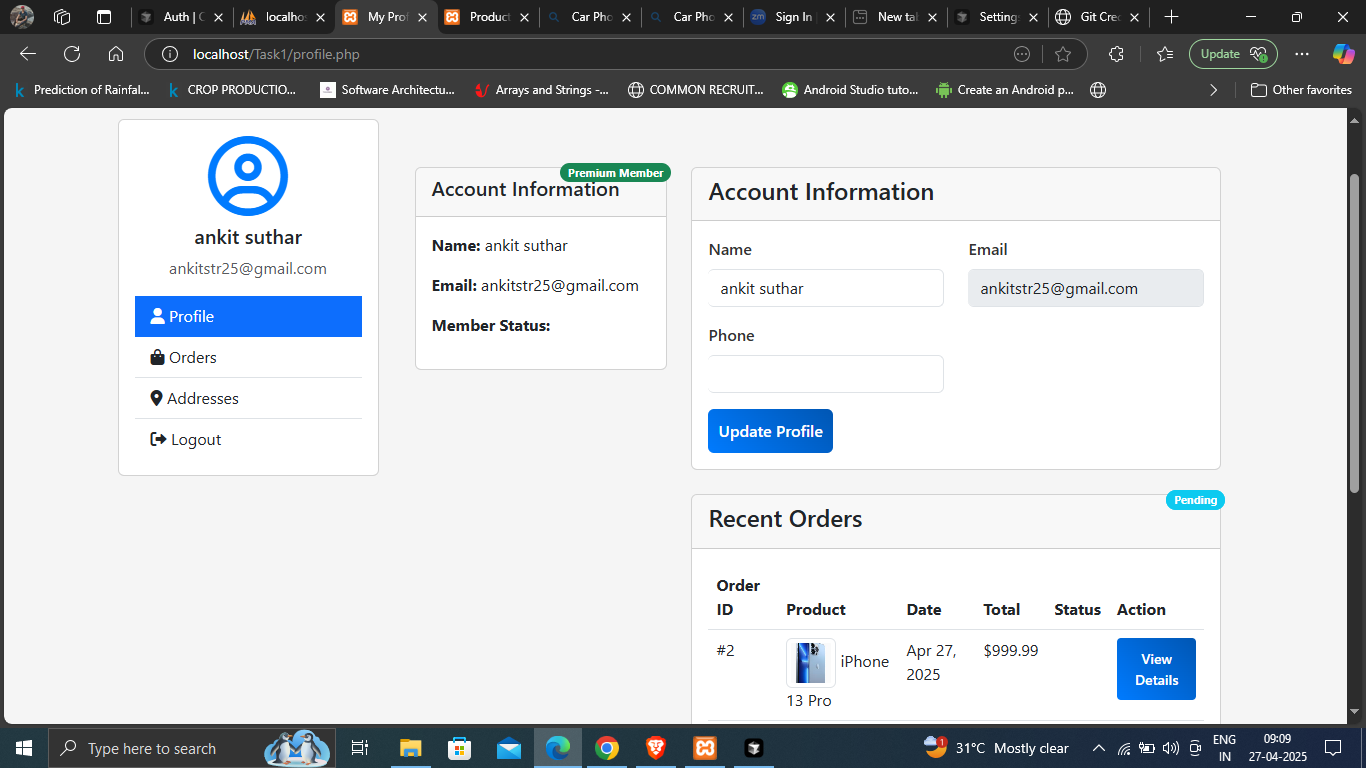 Auth | C
localhos
My Prof
Product
Car Pho
Car Pho
zm
Sign In
New tab
Settings
Git Cred
localhost/Task1/profile.php
Update
Prediction of Rainfal...
CROP PRODUCTIO...
Software Architectu...
Arrays and Strings -...
COMMON RECRUIT...
Android Studio tuto...
Create an Android p...
Other favorites
ankit suthar
ankitstr25@gmail.com
Profile
Orders
Addresses
Logout
Premium Member
Account Information
Name: ankit suthar
Email: ankitstr25@gmail.com
Member Status:
Account Information
Name
Email
ankit suthar
ankitstr25@gmail.com
Phone
Update Profile
Pending
Recent Orders
Order
ID
Product
Date
Total
Status
Action
#2
iPhone
13 Pro
Apr 27,
2025
$999.99
View
Details
Type here to search
31°C Mostly clear
ENG
IN
09:09
27-04-2025